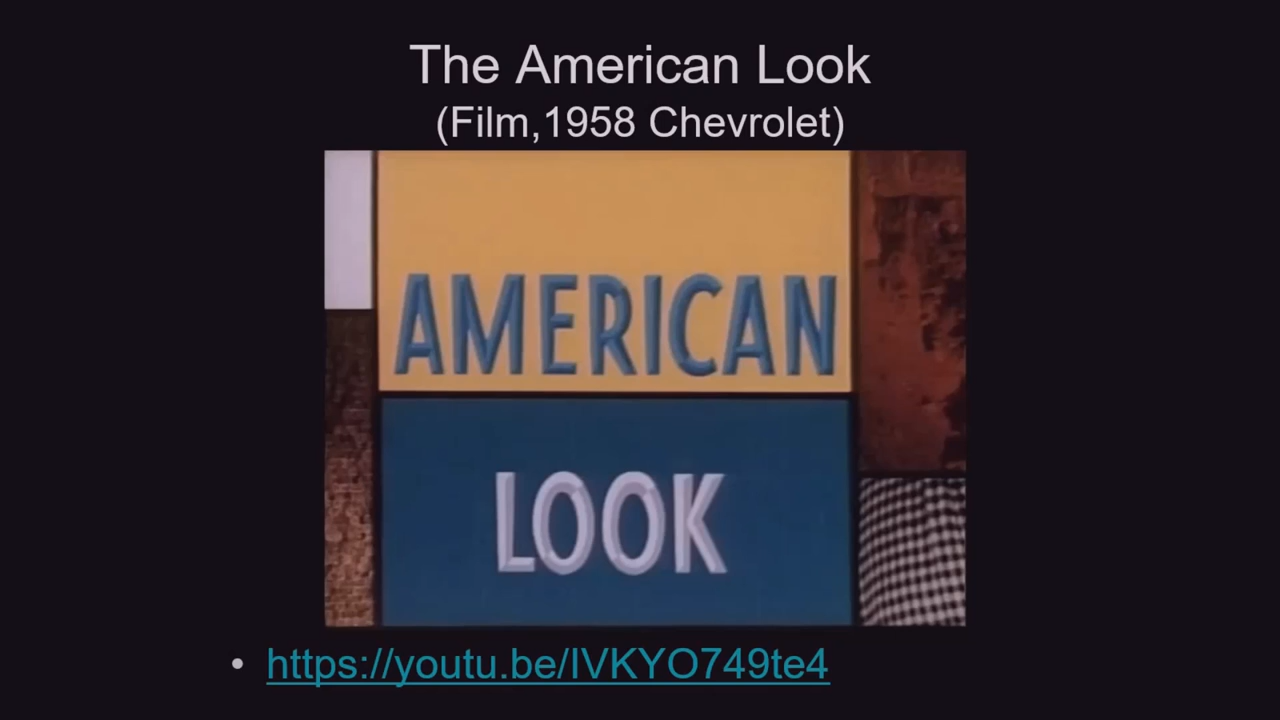 The American Look
(Film,1958 Chevrolet)
AMERICAN
LOOK
• https://youtu.be/lVKYO749te4